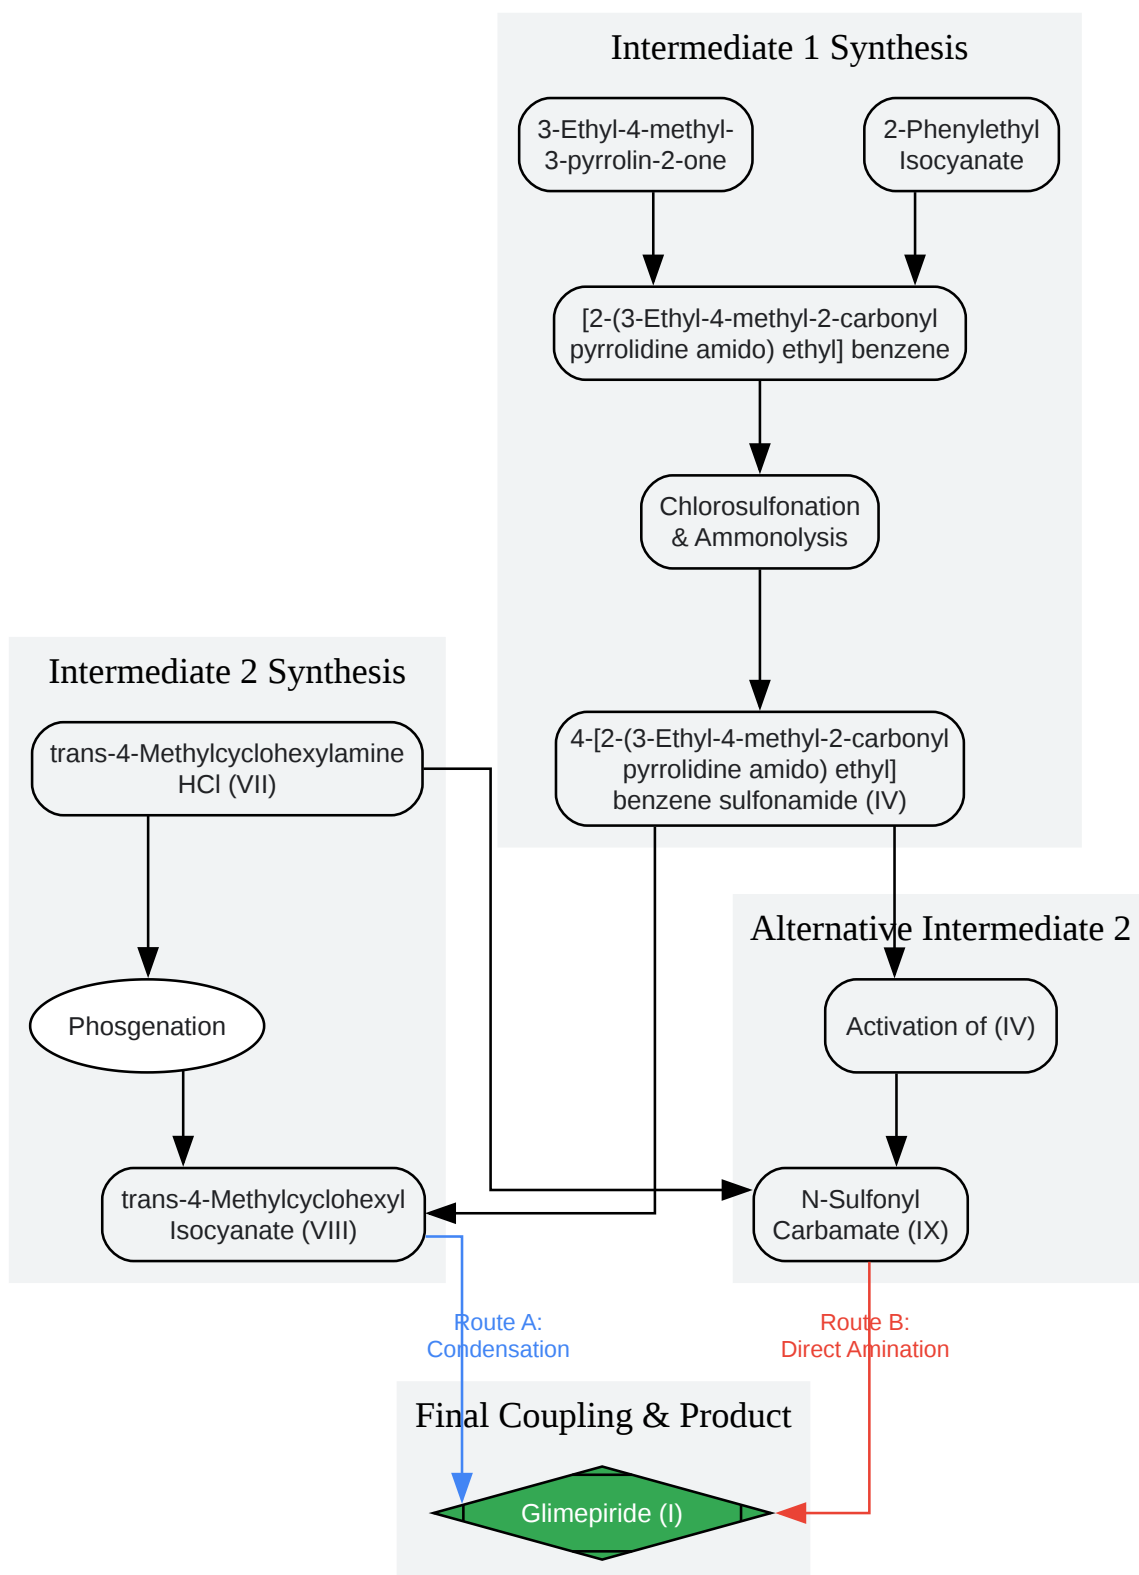 Intermediate 1 Synthesis
3-Ethyl-4-methyl-
3-pyrrolin-2-one
2-Phenylethyl
Isocyanate
[2-(3-Ethyl-4-methyl-2-carbonyl
pyrrolidine amido) ethyl] benzene
Chlorosulfonation
& Ammonolysis
4-[2-(3-Ethyl-4-methyl-2-carbonyl
pyrrolidine amido) ethyl]
benzene sulfonamide (IV)
Intermediate 2 Synthesis
trans-4-Methylcyclohexylamine
HCl (VII)
Phosgenation
trans-4-Methylcyclohexyl
Isocyanate (VIII)
Alternative Intermediate 2
Activation of (IV)
N-Sulfonyl
Carbamate (IX)
Route A:
Condensation
Route B:
Direct Amination
Final Coupling & Product
Glimepiride (I)